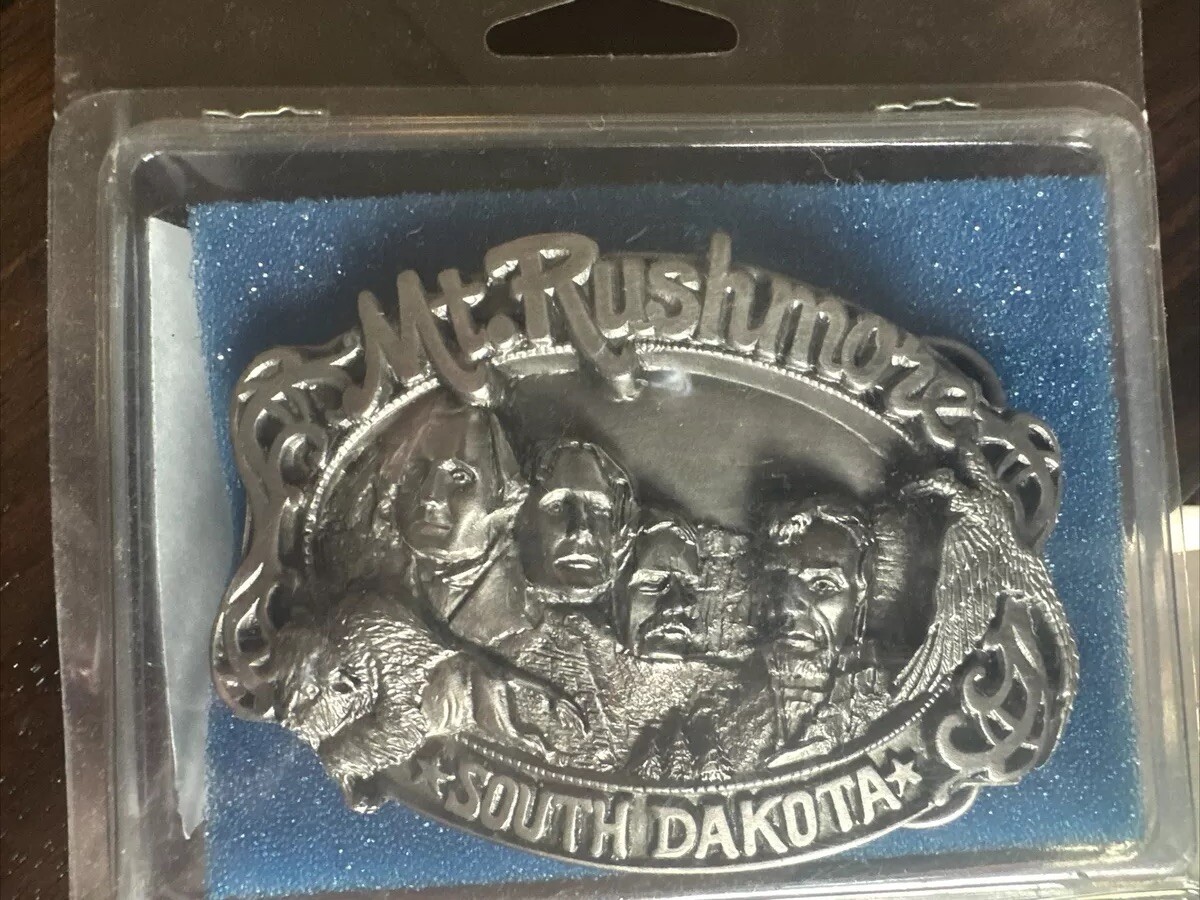 Mt. Rushmore
★SOUTH DAKOTA★